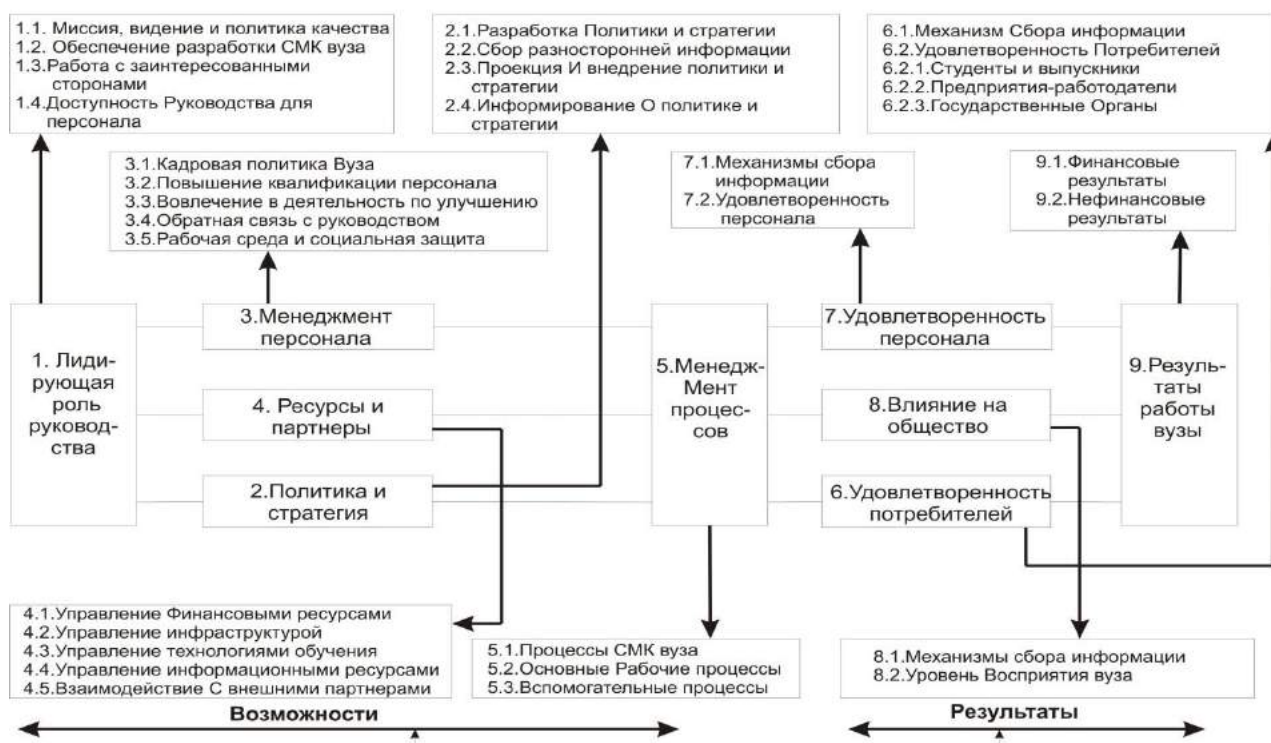 1.1. Миссия, видение и политика качества
1.2. Обеспечение разработки СМК вуза
1.3.Работа с заинтересованными
сторонами
1.4.Доступность Руководства для
персонала
2.1.Разработка Политики и стратегии
2.2.Сбор разносторонней информации
2.3.Проекция И внедрение политики и
стратегии
2.4.Информирование О политике и
стратегии
6.1.Механизм Сбора информации
6.2.Удовлетворенность Потребителей
6.2.1.Студенты и выпускники
6.2.2.Предприятия-работодатели
6.2.3.Государственные Органы
3.1.Кадровая политика Вуза
3.2.Повышение квалификации персонала
3.3.Вовлечение в деятельность по улучшению
3.4.Обратная связь с руководством
3.5.Рабочая среда и социальная защита
7.1.Механизмы сбора
информации
7.2.Удовлетворенность
персонала
9.1.Финансовые
результаты
9.2.Нефинансовые
результаты
1. Лиди-
рующая
роль
руковод-
ства
3.Менеджмент
персонала
4. Ресурсы и
партнеры
2.Политика и
стратегия
5.Менедж-
Мент
процес-
сов
7.Удовлетворенность
персонала
8.Влияние на
общество
6.Удовлетворенность
потребителей
9.Резуль-
таты
работы
вузы
4.1.Управление Финансовыми ресурсами
4.2.Управление инфраструктурой
4.3.Управление технологиями обучения
4.4.Управление информационными ресурсами
4.5.Взаимодействие С внешними партнерами
5.1.Процессы СМК вуза
5.2.Основные Рабочие процессы
5.3.Вспомогательные процессы
8.1.Механизмы сбора информации
8.2.Уровень Восприятия вуза
Возможности
Результаты